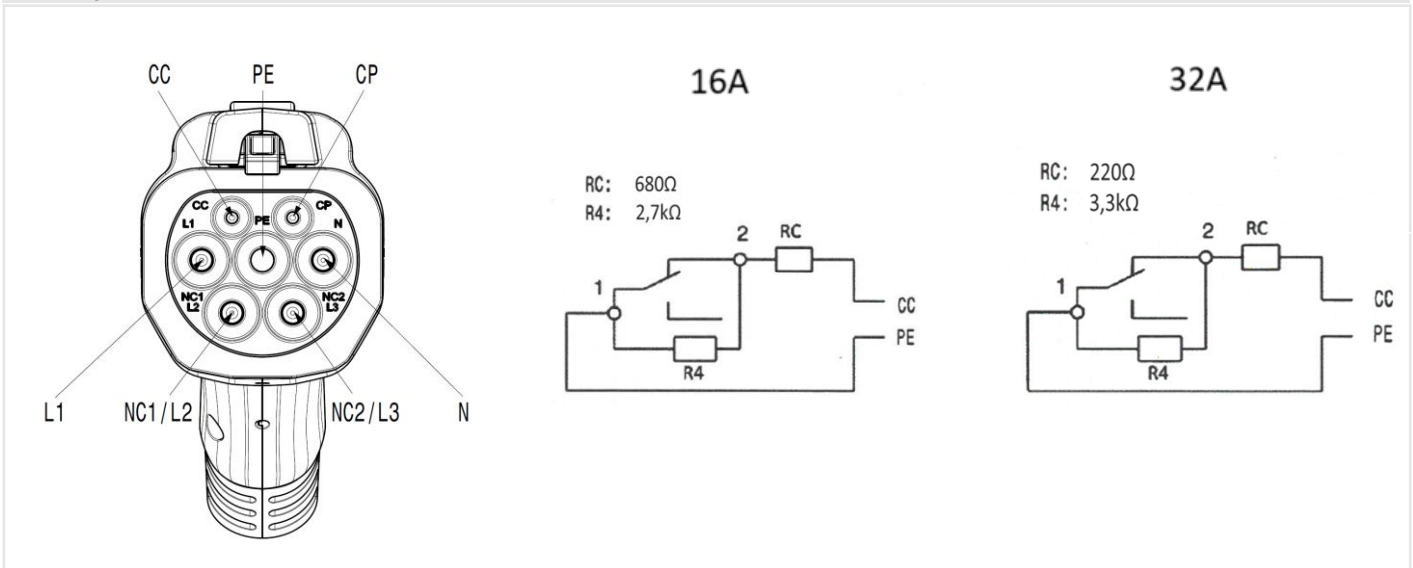 CC PE CP
CC CP
L1 PE N
NC1 NC2
L2 L3
L1 NC1/L2 NC2/L3 N
16A
RC: 680Ω
R4: 2,7kΩ
2 RC
1
CC
PE
R4
32A
RC: 220Ω
R4: 3,3kΩ
2 RC
1
CC
PE
R4